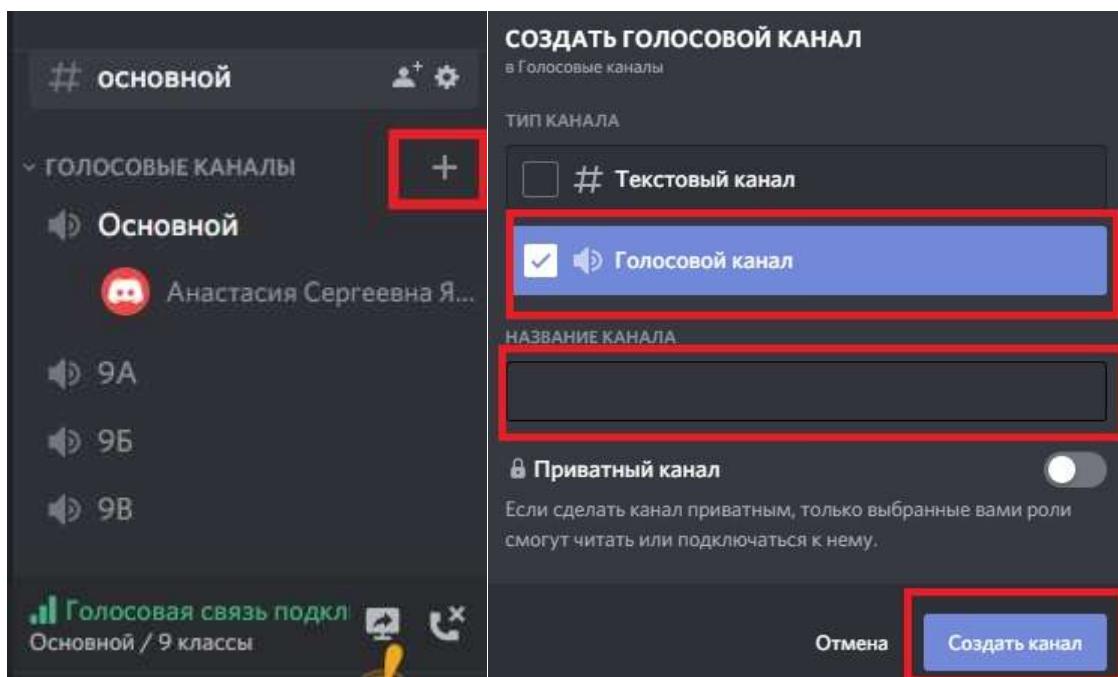 # основной
ГОЛОСОВЫЕ КАНАЛЫ
Основной
Анастасия Сергеевна Я...
9А
9Б
9В
Голосовая связь подкл
Основной / 9 классы
СОЗДАТЬ ГОЛОСОВОЙ КАНАЛ
в Голосовые каналы
ТИП КАНАЛА
# Текстовый канал
Голосовой канал
НАЗВАНИЕ КАНАЛА
Приватный канал
Если сделать канал приватным, только выбранные вами роли
смогут читать или подключаться к нему.
Отмена Создать канал